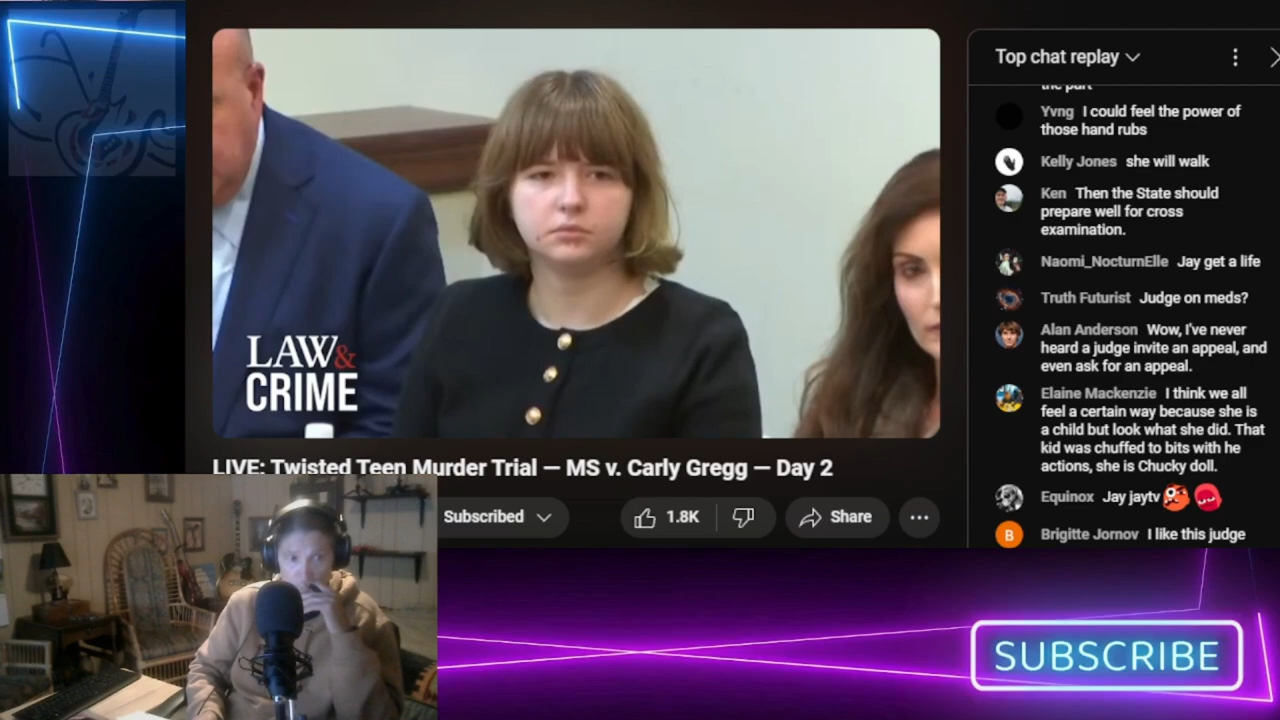 Top chat replay
the part
Yvng I could feel the power of
those hand rubs
Kelly Jones she will walk
Ken Then the State should
prepare well for cross
examination.
Naomi_NocturnElle Jay get a life
Truth Futurist Judge on meds?
Alan Anderson Wow, I've never
heard a judge invite an appeal, and
even ask for an appeal.
Elaine Mackenzie I think we all
feel a certain way because she is
a child but look what she did. That
kid was chuffed to bits with he
actions, she is Chucky doll.
Equinox Jay jaytv
B Brigitte Jornov I like this judge
LAW&
CRIME
LIVE: Twisted Teen Murder Trial — MS v. Carly Gregg — Day 2
Subscribed
1.8K
Share
SUBSCRIBE